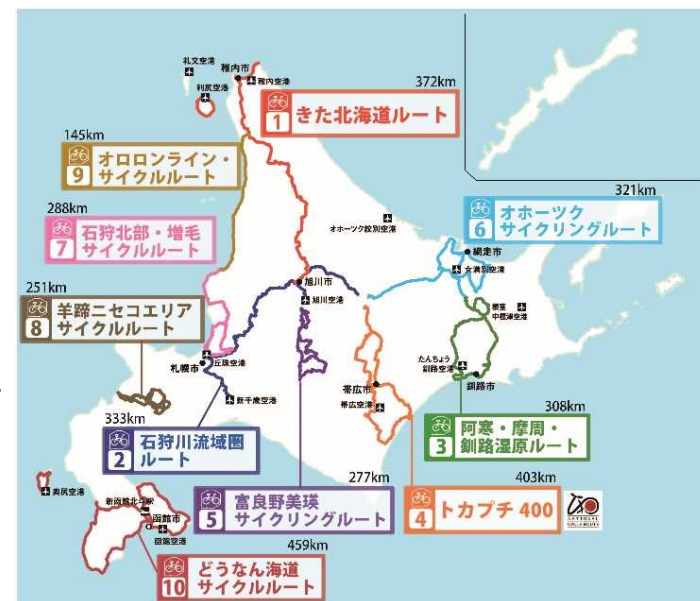 礼文空港
稚内市
稚内空港
利尻空港
372km
1 きた北海道ルート
145km
9 オロロンライン・
サイクルルート
288km
7 石狩北部・増毛
サイクルルート
321km
6 オホーツク
サイクリングルート
オホーツク紋別空港
網走市
女満別空港
251km
8 羊蹄ニセコエリア
サイクルルート
旭川市
旭川空港
根室
中標津空港
札幌市
丘珠空港
新千歳空港
帯広市
帯広空港
たんちょう
釧路空港
釧路市
333km
2 石狩川流域圏
ルート
308km
3 阿寒・摩周・
釧路湿原ルート
277km
5 富良野美瑛
サイクリングルート
403km
4 トカプチ 400
NATIONAL
CYCLE ROUTE
奥尻空港
新函館北斗駅
函館市
函館空港
459km
10 どうなん海道
サイクルルート